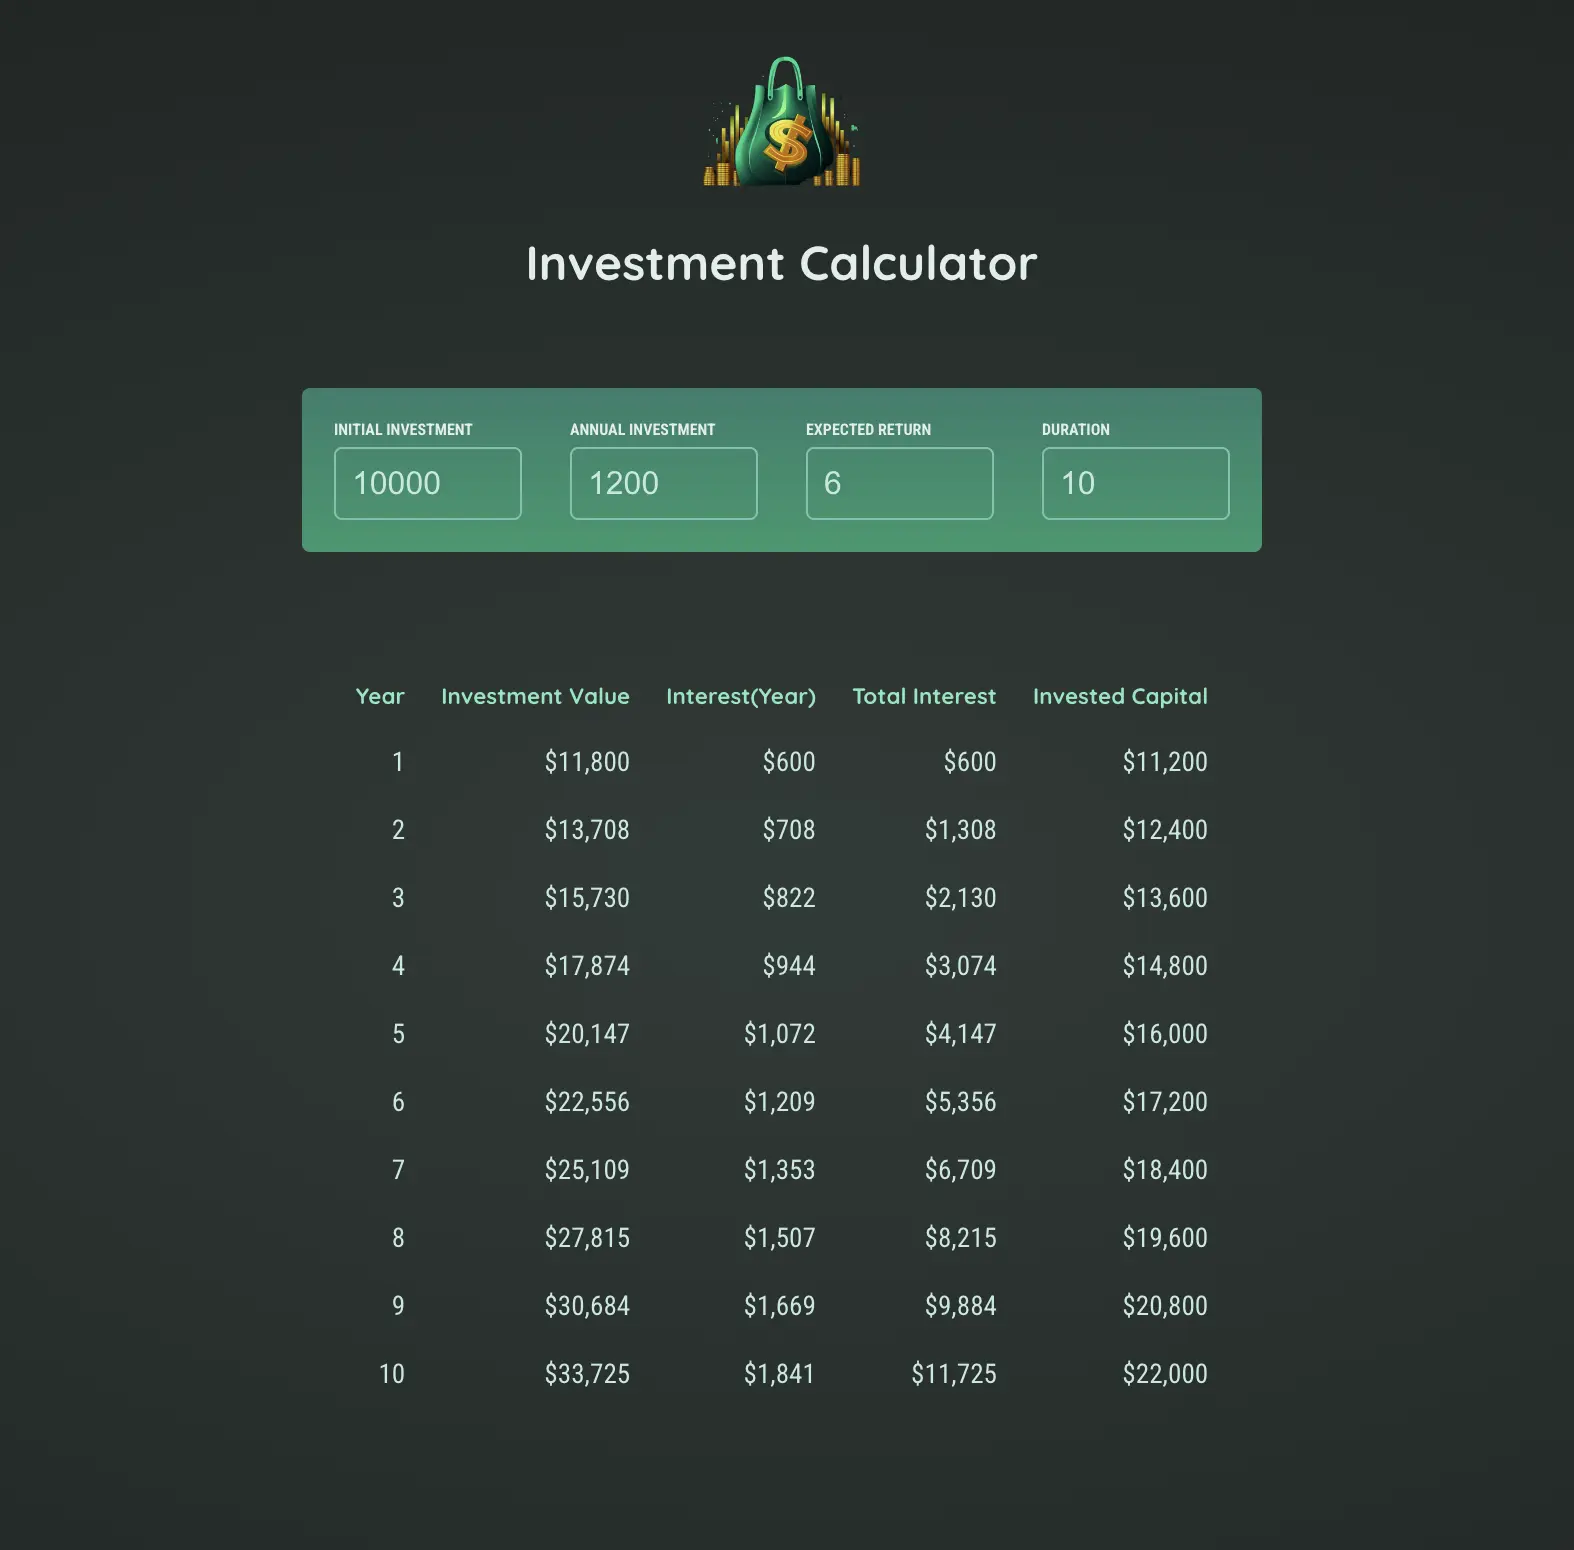 $
Investment Calculator
INITIAL INVESTMENT ANNUAL INVESTMENT EXPECTED RETURN DURATION
10000 1200 6 10
Year Investment Value Interest(Year) Total Interest Invested Capital
1 $11,800 $600 $600 $11,200
2 $13,708 $708 $1,308 $12,400
3 $15,730 $822 $2,130 $13,600
4 $17,874 $944 $3,074 $14,800
5 $20,147 $1,072 $4,147 $16,000
6 $22,556 $1,209 $5,356 $17,200
7 $25,109 $1,353 $6,709 $18,400
8 $27,815 $1,507 $8,215 $19,600
9 $30,684 $1,669 $9,884 $20,800
10 $33,725 $1,841 $11,725 $22,000